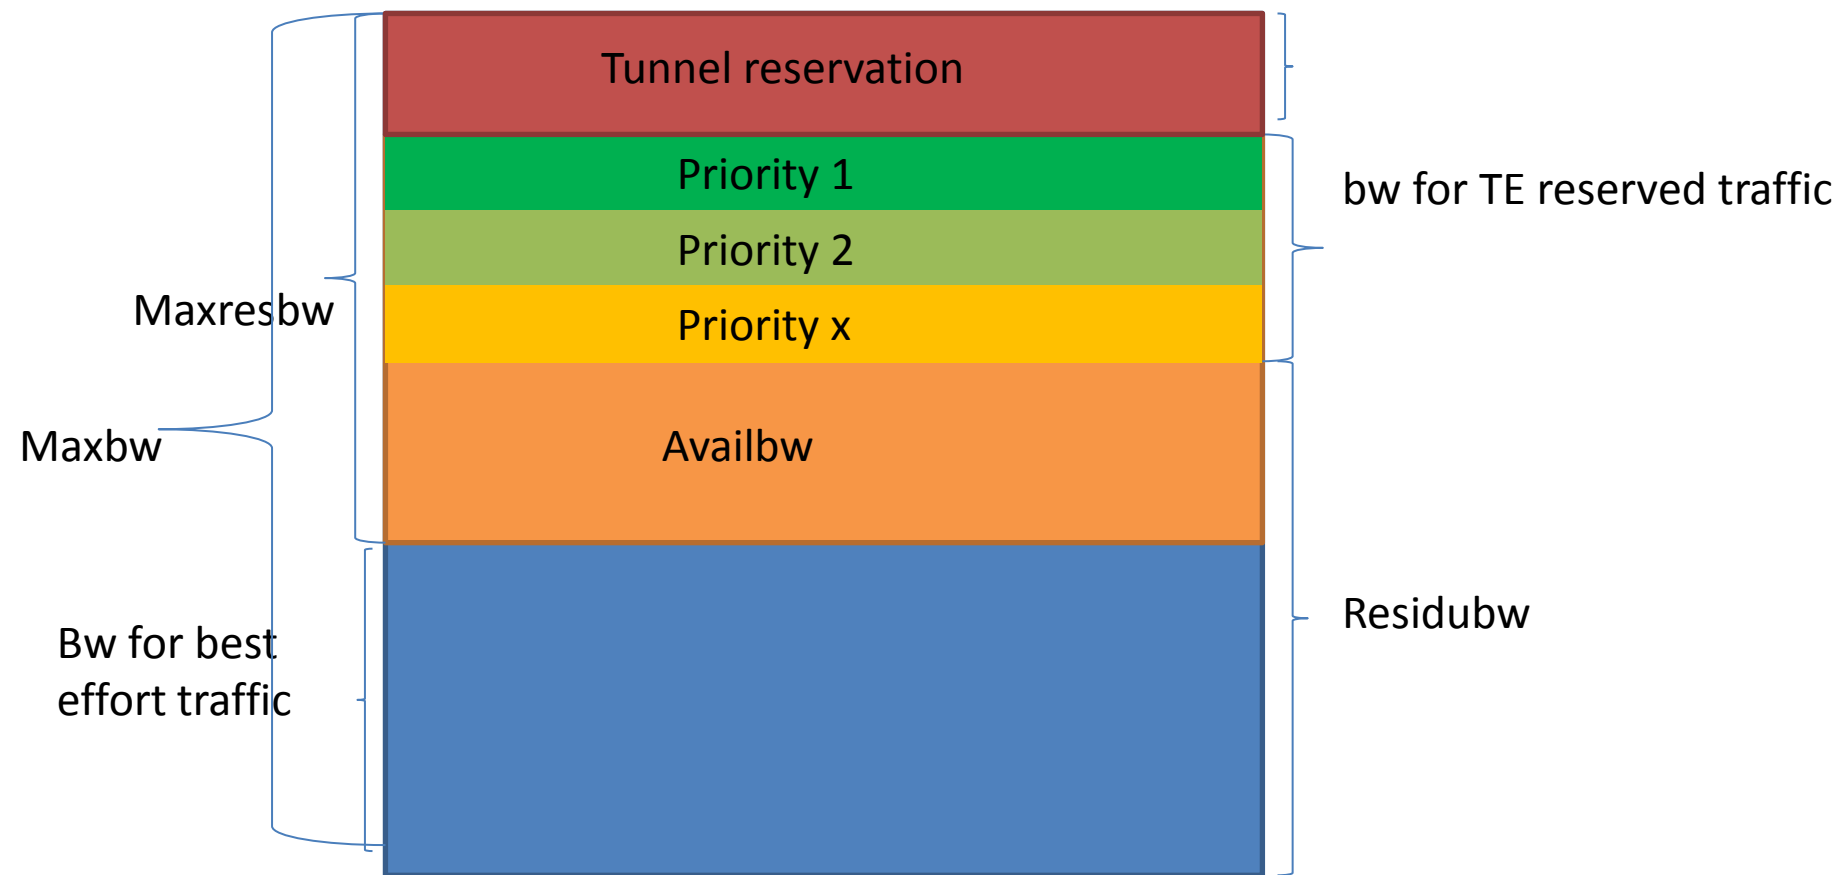 Tunnel reservation
Priority 1
bw for TE reserved traffic
Priority 2
Maxresbw
Priority x
Maxbw
Availbw
Bw for best
effort traffic
Residubw